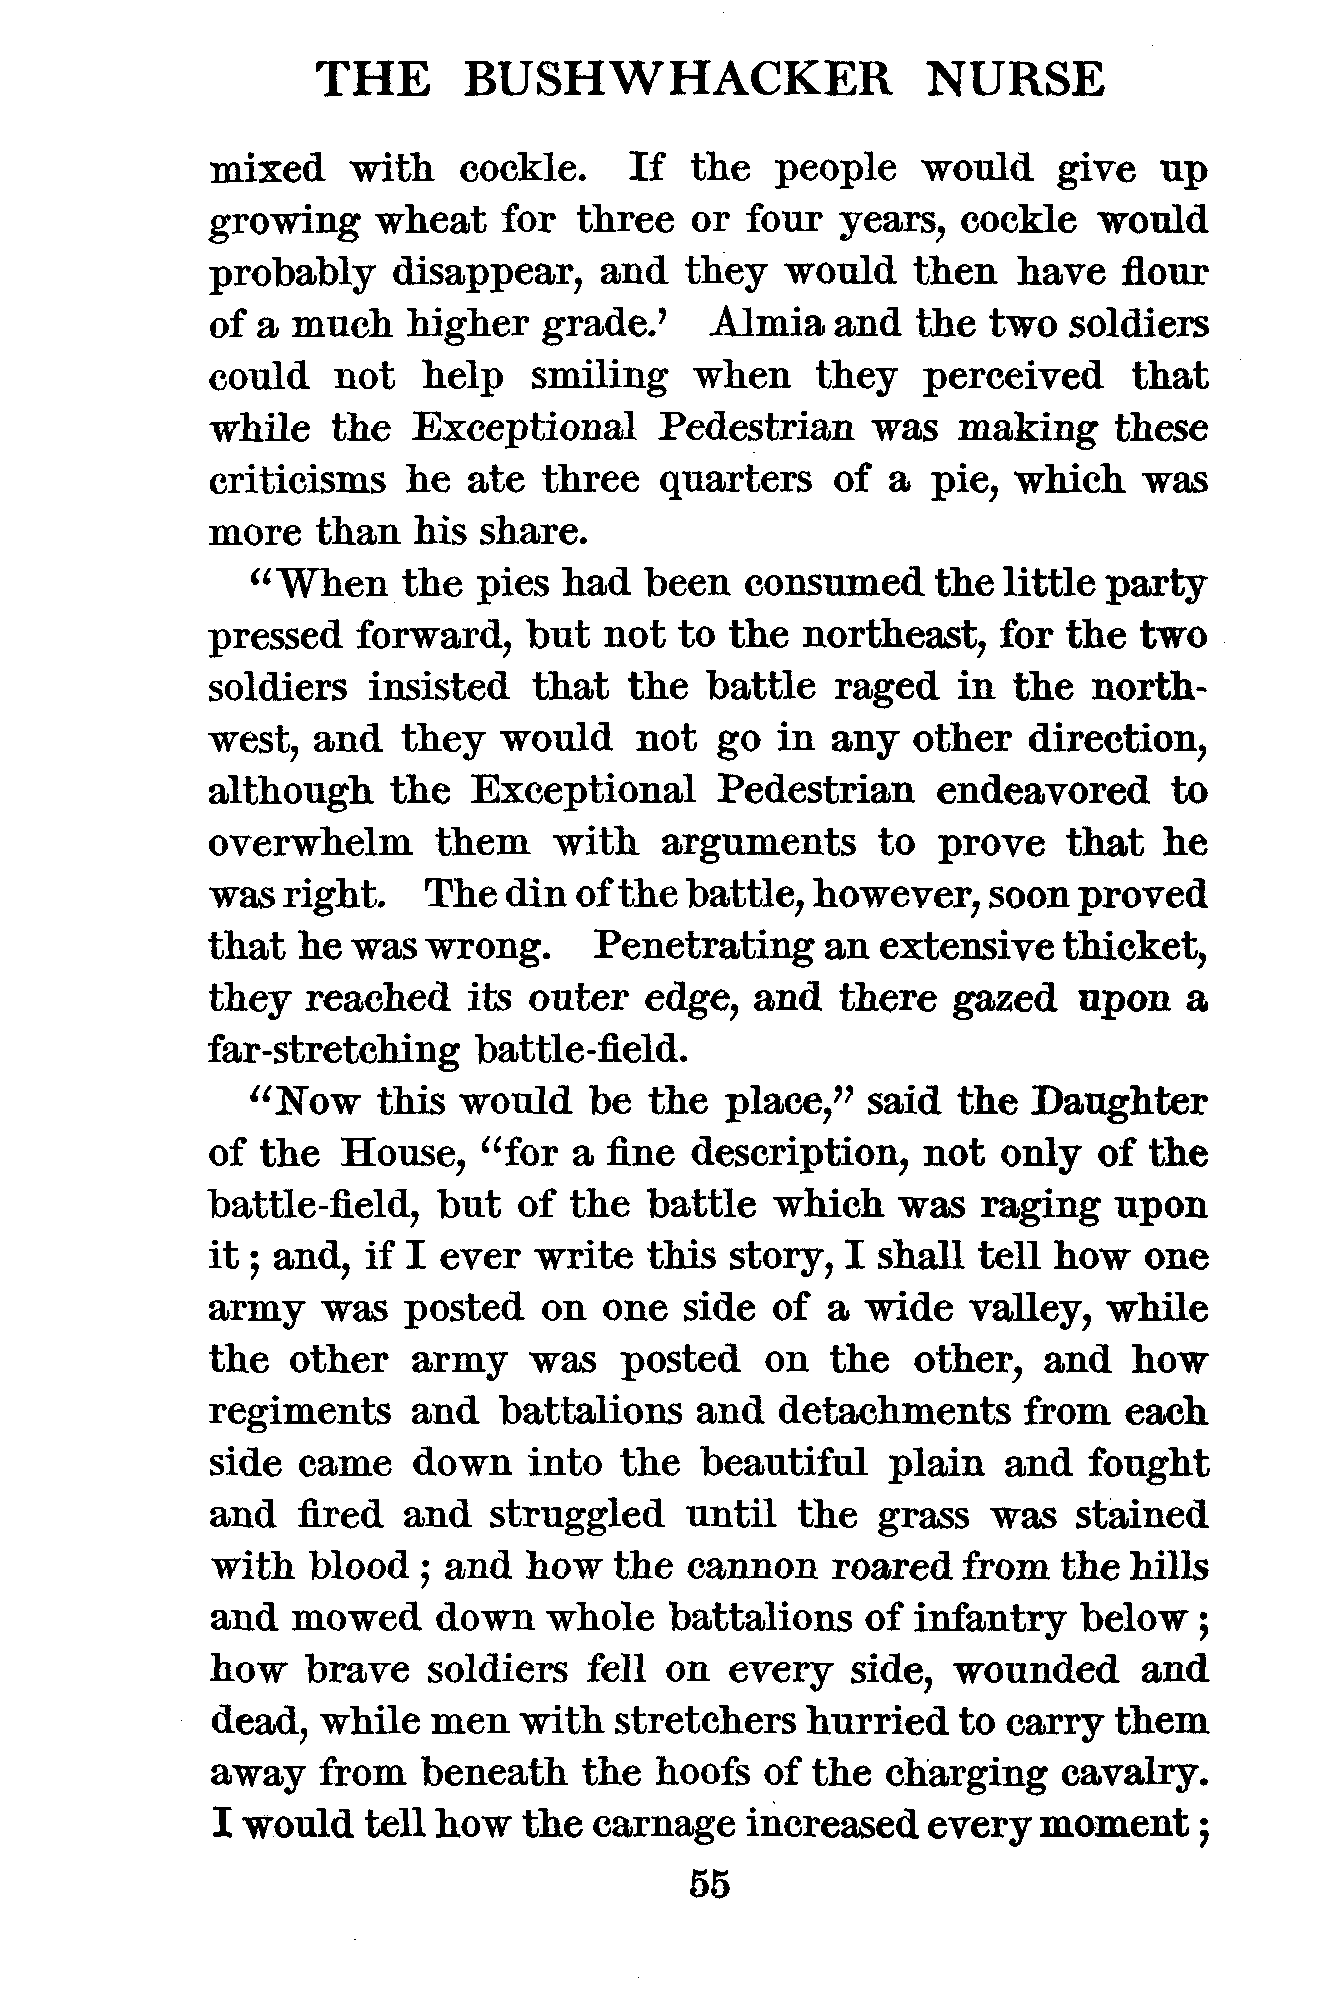 THE BUSHWHACKER NURSE
mixed with cockle. If the people would give up
growing wheat for three or four years, cockle would
probably disappear, and they would then have flour
of a much higher grade.' Almia and the two soldiers
could not help smiling when they perceived that
while the Exceptional Pedestrian was making these
criticisms he ate three quarters of a pie, which was
more than his share.
"When the pies had been consumed the little party
pressed forward, but not to the northeast, for the two
soldiers insisted that the battle raged in the north-
west, and they would not go in any other direction,
although the Exceptional Pedestrian endeavored to
overwhelm them with arguments to prove that he
was right. The din of the battle, however, soon proved
that he was wrong. Penetrating an extensive thicket,
they reached its outer edge, and there gazed upon a
far-stretching battle-field.
"Now this would be the place," said the Daughter
of the House, "for a fine description, not only of the
battle-field, but of the battle which was raging upon
it; and, if I ever write this story, I shall tell how one
army was posted on one side of a wide valley, while
the other army was posted on the other, and how
regiments and battalions and detachments from each
side came down into the beautiful plain and fought
and fired and struggled until the grass was stained
with blood; and how the cannon roared from the hills
and mowed down whole battalions of infantry below;
how brave soldiers fell on every side, wounded and
dead, while men with stretchers hurried to carry them
away from beneath the hoofs of the charging cavalry.
I would tell how the carnage increased every moment;
55